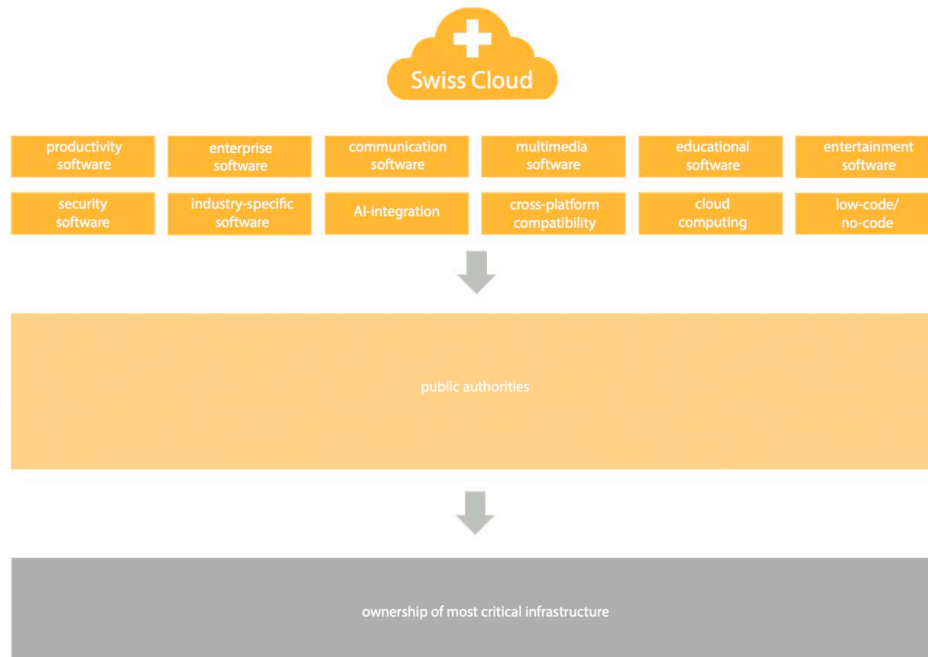 Swiss Cloud
productivity
software
enterprise
software
communication
software
multimedia
software
educational
software
entertainment
software
security
software
industry-specific
software
AI-integration
cross-platform
compatibility
cloud
computing
low-code/
no-code
public authorities
ownership of most critical infrastructure